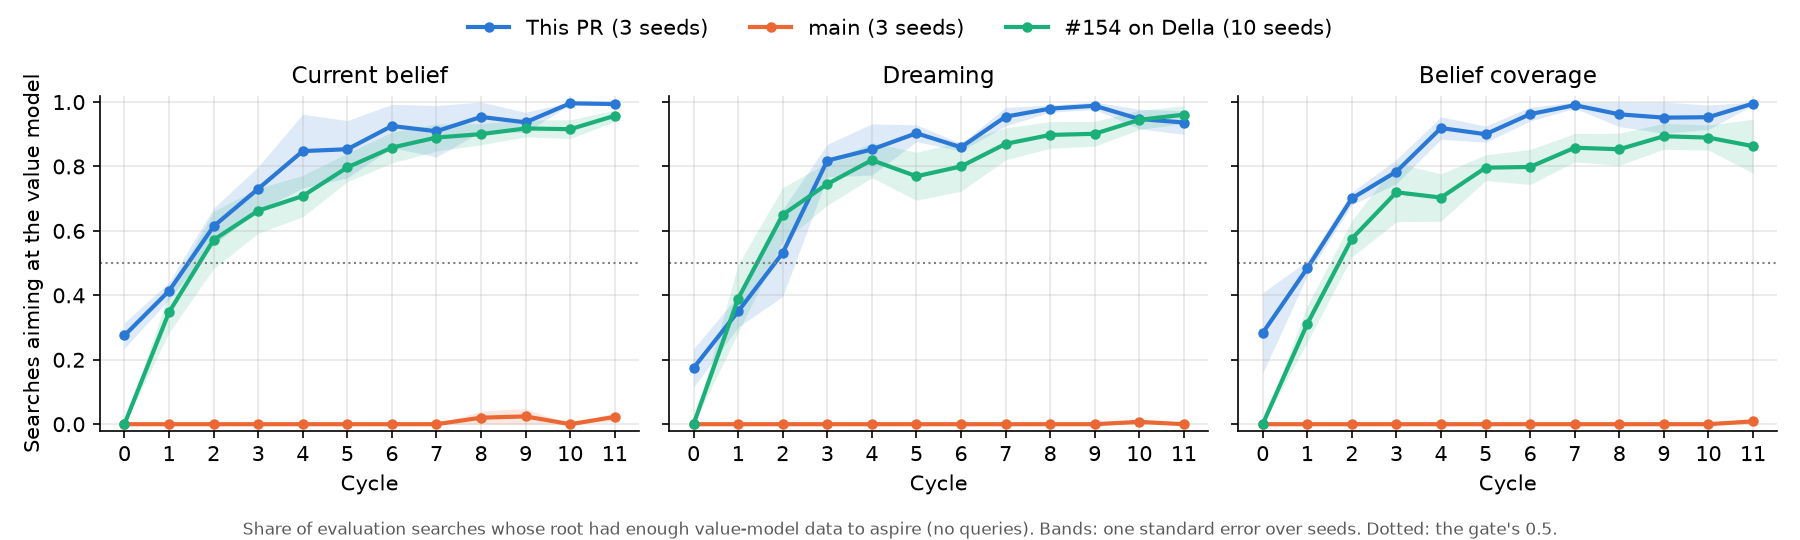 This PR (3 seeds) main (3 seeds) #154 on Della (10 seeds)
Current belief Dreaming Belief coverage
Searches aiming at the value model
1.0
0.8
0.6
0.4
0.2
0.0
0 1 2 3 4 5 6 7 8 9 10 11
0 1 2 3 4 5 6 7 8 9 10 11
0 1 2 3 4 5 6 7 8 9 10 11
Cycle Cycle Cycle
Share of evaluation searches whose root had enough value-model data to aspire (no queries). Bands: one standard error over seeds. Dotted: the gate's 0.5.